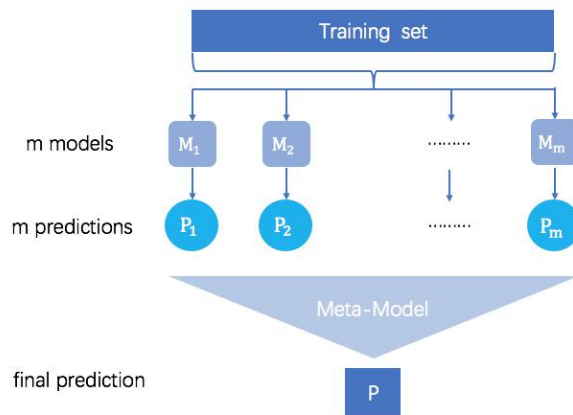 Training set
m models M₁ M₂ ......... Mₘ
m predictions P₁ P₂ ......... Pₘ
Meta-Model
final prediction P